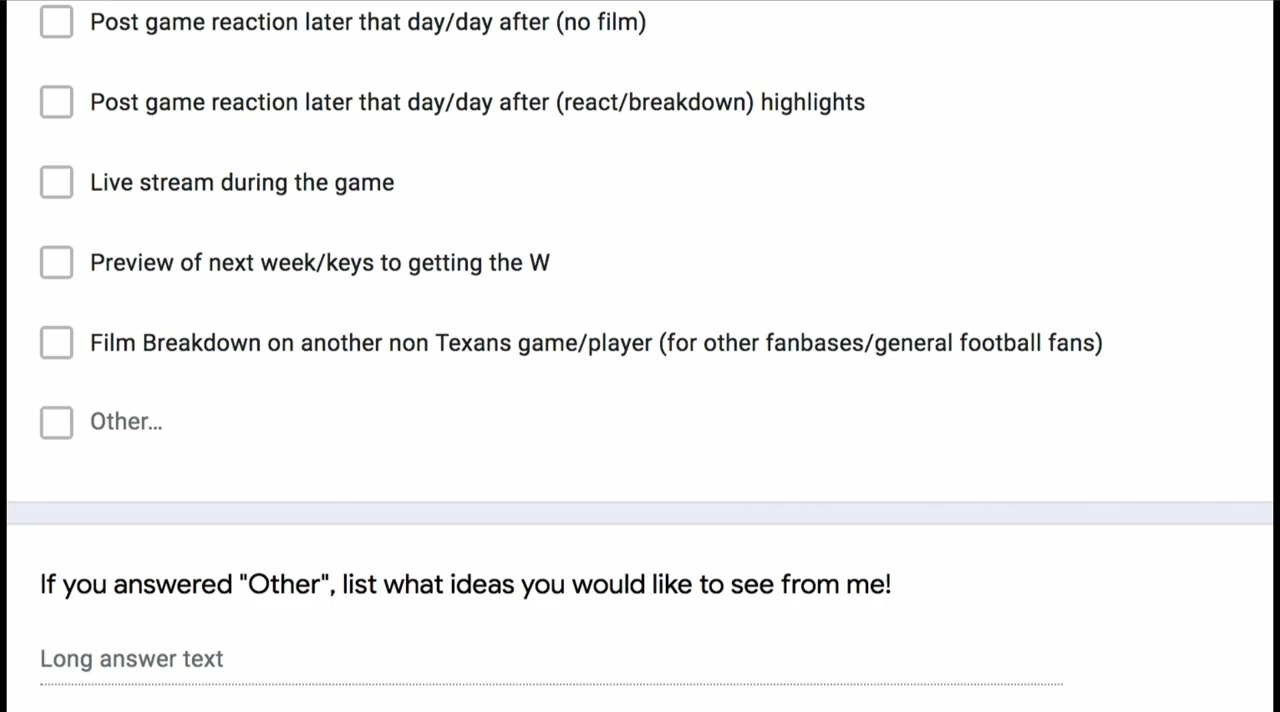 Post game reaction later that day/day after (no film)
Post game reaction later that day/day after (react/breakdown) highlights
Live stream during the game
Preview of next week/keys to getting the W
Film Breakdown on another non Texans game/player (for other fanbases/general football fans)
Other...
If you answered "Other", list what ideas you would like to see from me!
Long answer text